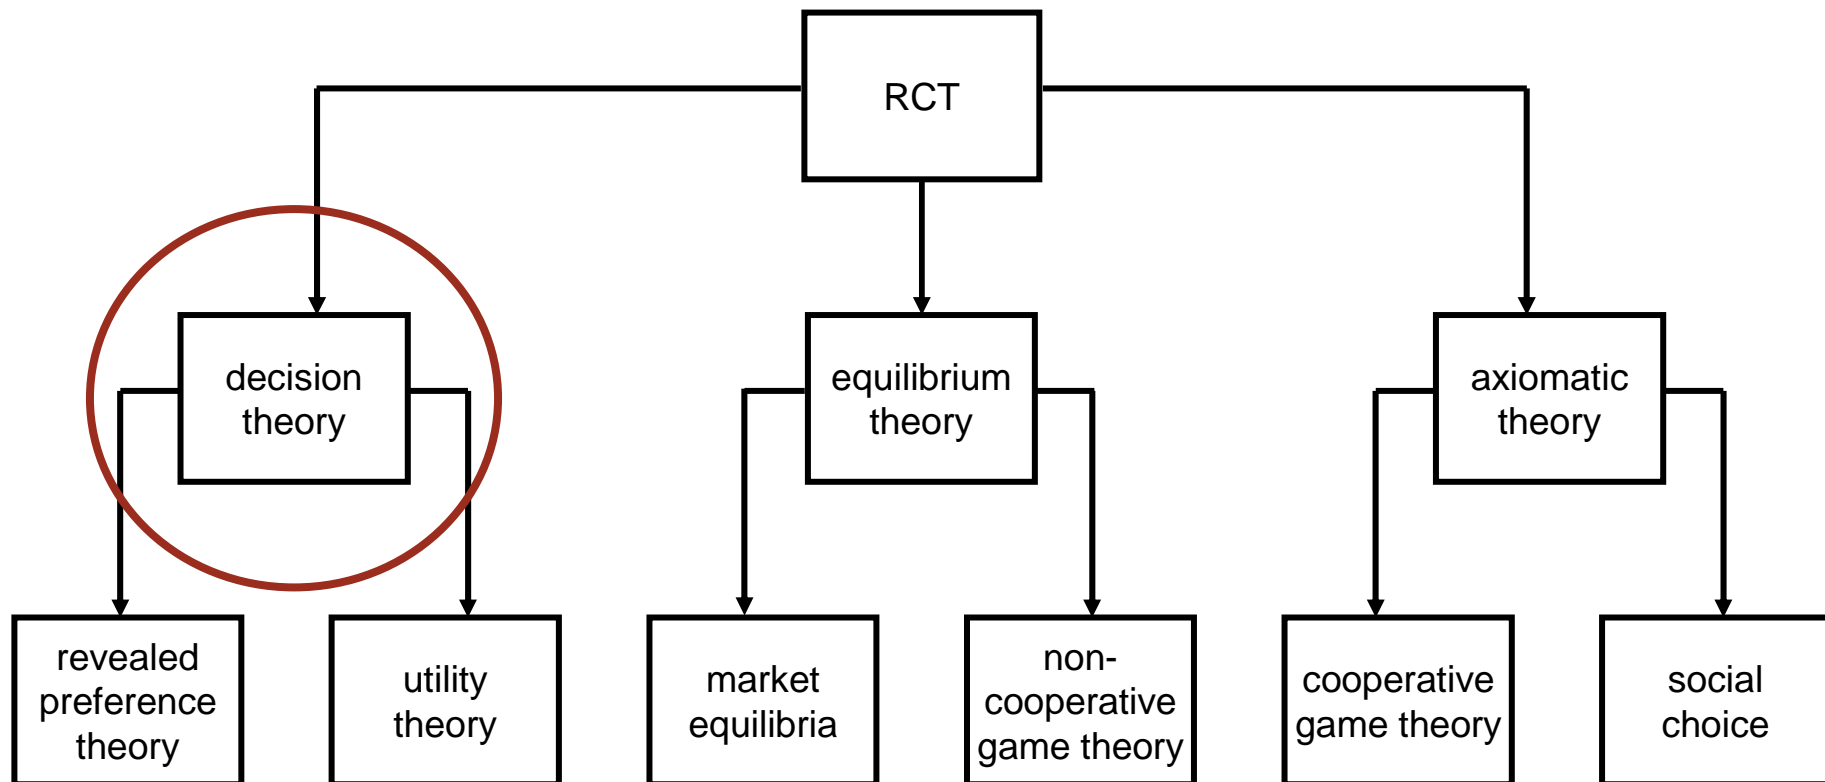 RCT
decision
theory
equilibrium
theory
axiomatic
theory
revealed
preference
theory
utility
theory
market
equilibria
non-
cooperative
game theory
cooperative
game theory
social
choice